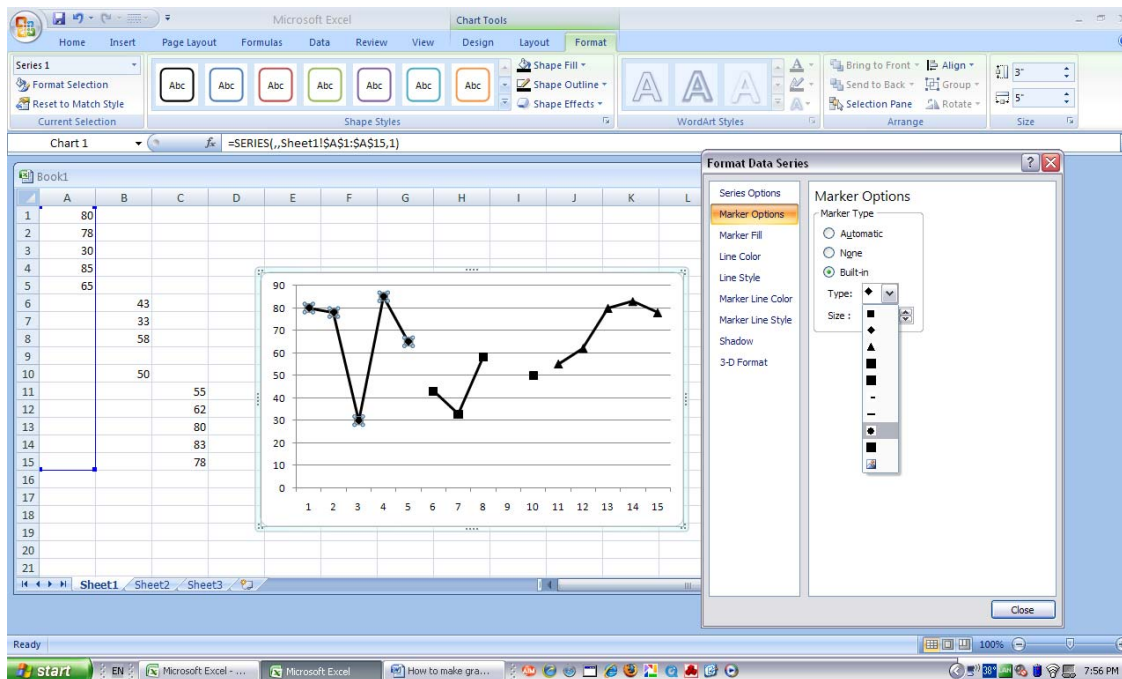 Microsoft Excel
Chart Tools
Home Insert Page Layout Formulas Data Review View Design Layout Format
Series 1
Format Selection
Reset to Match Style
Current Selection
Abc Abc Abc Abc Abc Abc Abc
Shape Fill
Shape Outline
Shape Effects
Shape Styles
WordArt Styles
Bring to Front
Send to Back
Selection Pane
Align
Group
Rotate
Arrange
3"
5"
Size
Chart 1 fx =SERIES(,,Sheet1!$A$1:$A$15,1)
Book1
A B C D E F G H I J K L
1 80
2 78
3 30
4 85
5 65
6 43
7 33
8 58
9
10 50
11 55
12 62
13 80
14 83
15 78
16
17
18
19
20
21
90
80
70
60
50
40
30
20
10
0
1 2 3 4 5 6 7 8 9 10 11 12 13 14 15
Sheet1 Sheet2 Sheet3
Format Data Series
Series Options
Marker Options
Marker Fill
Line Color
Line Style
Marker Line Color
Marker Line Style
Shadow
3-D Format
Marker Options
Marker Type
Automatic
None
Built-in
Type:
Size :
Close
Ready
100%
start
EN
Microsoft Excel - ...
Microsoft Excel
How to make gra...
38°
7:56 PM